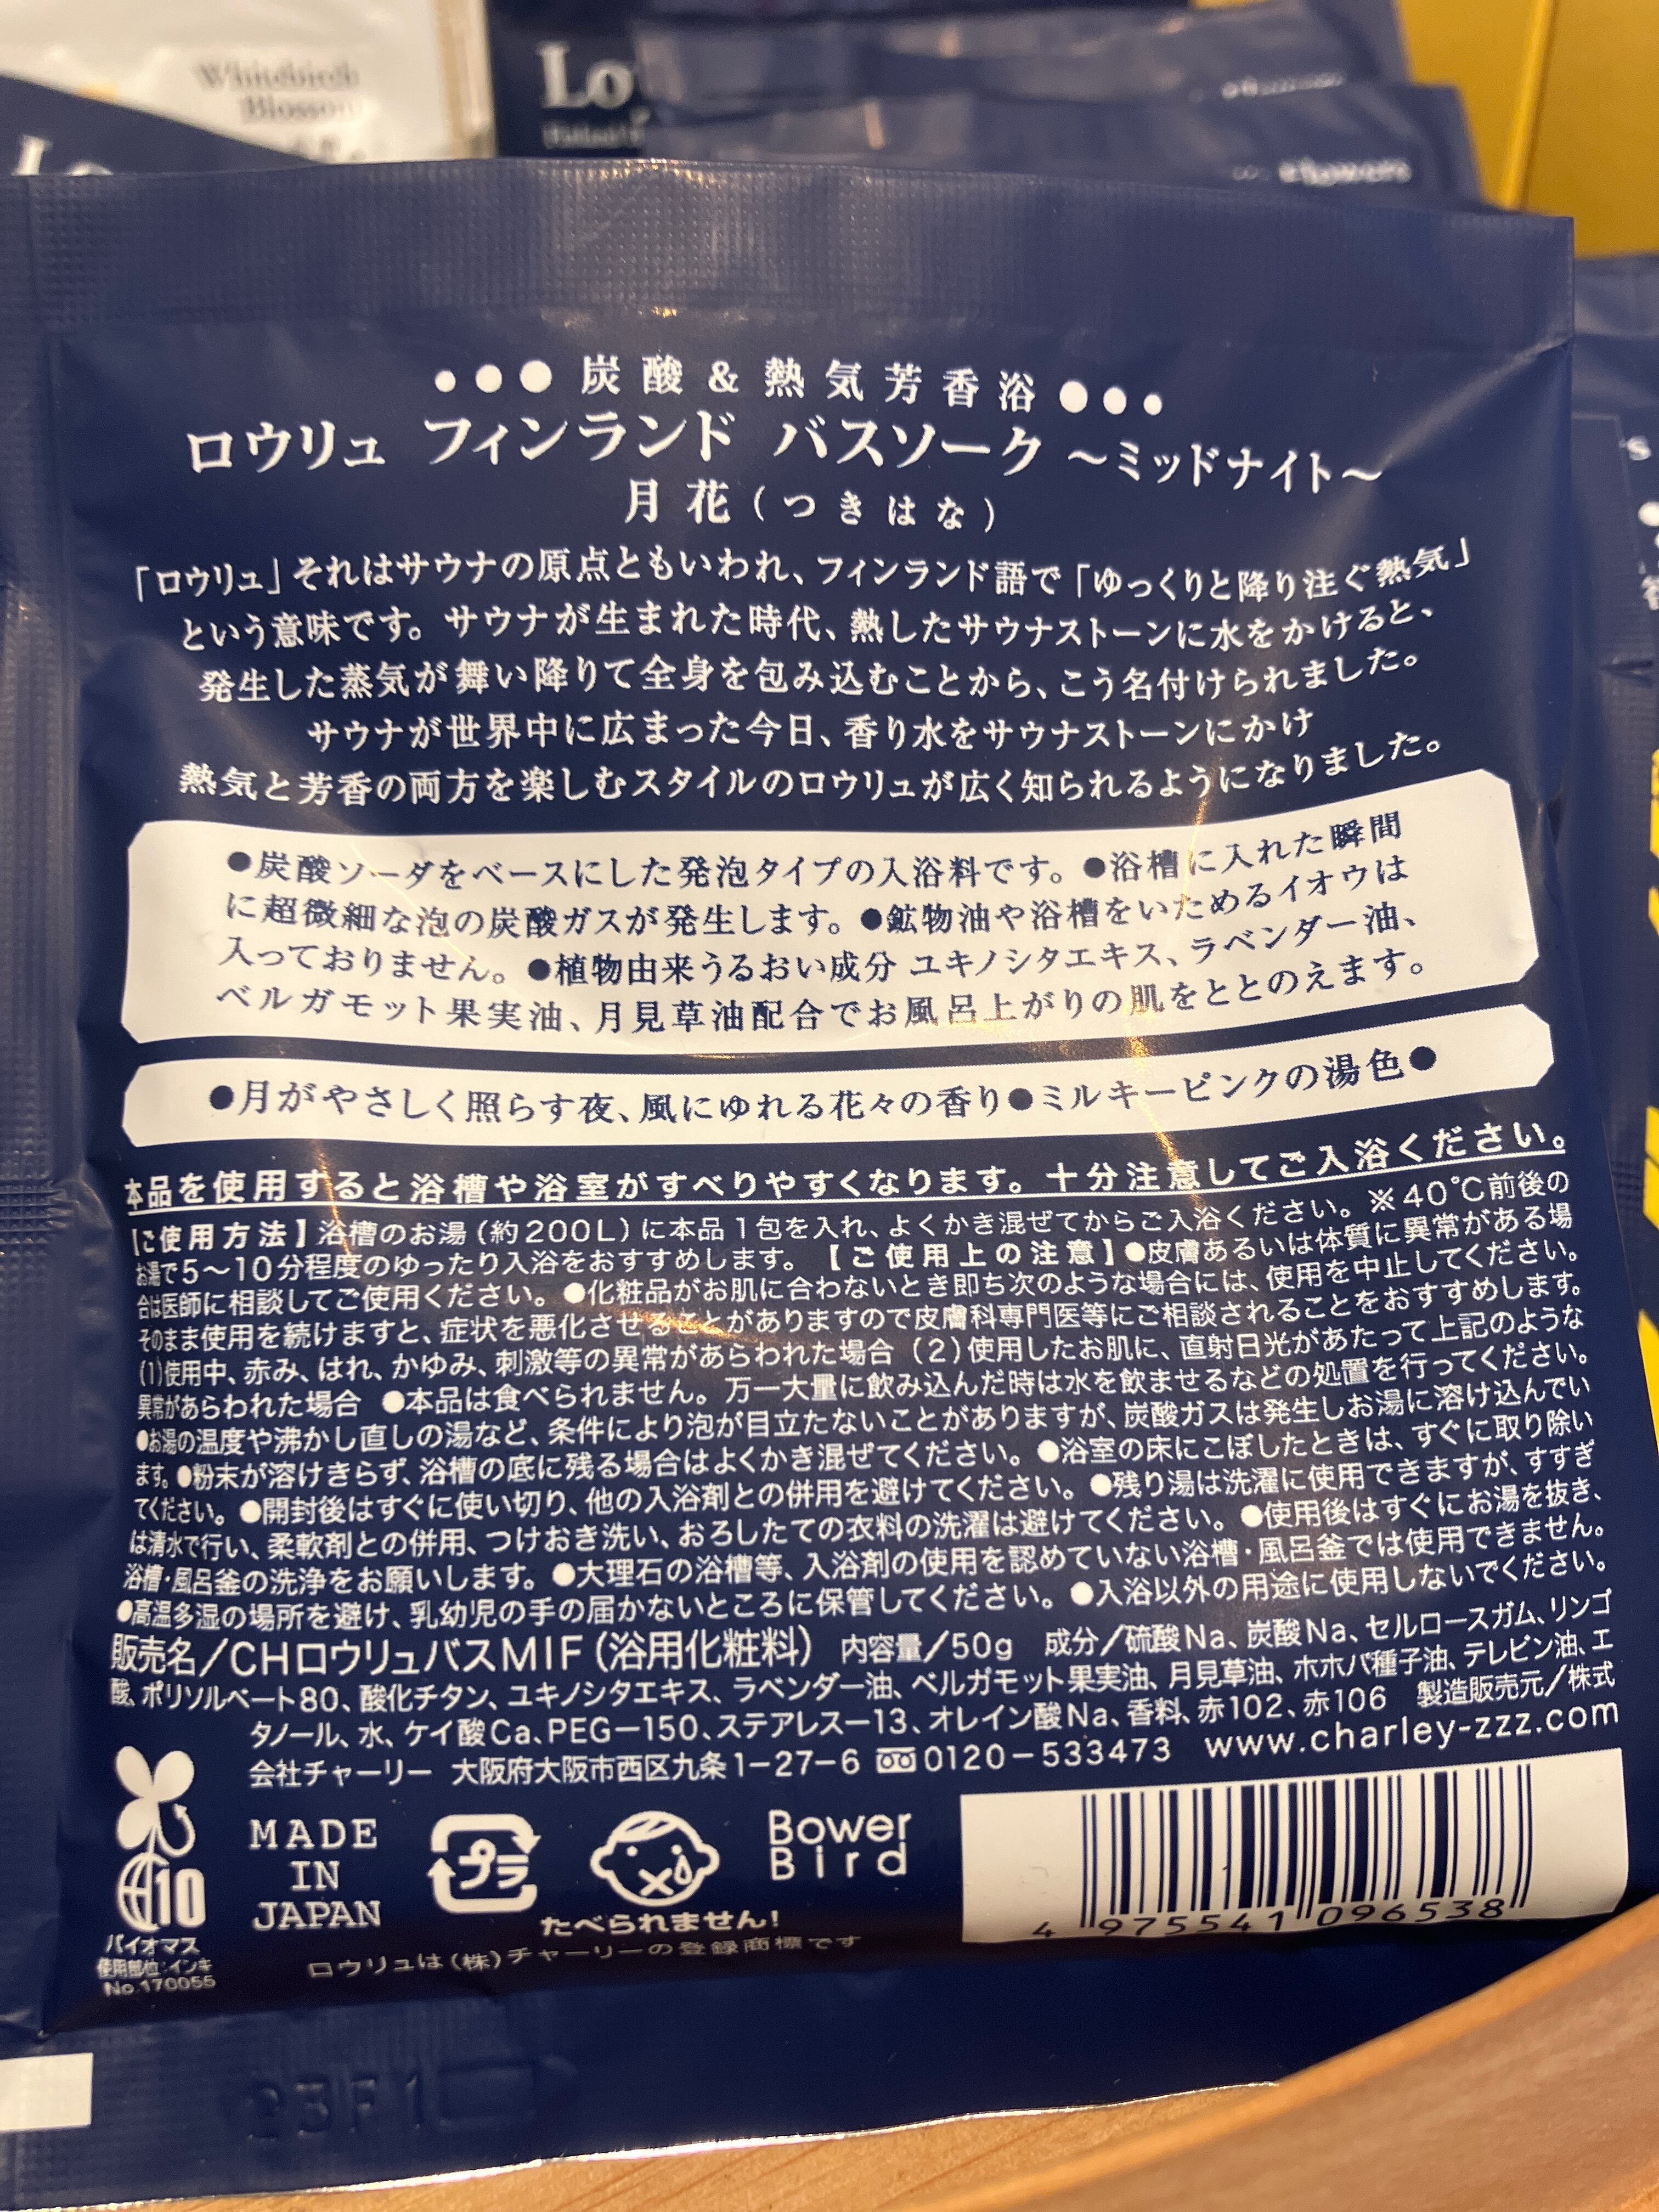 Whitebirch
Blossom
Lo
Flowers
●●●炭酸&熱気芳香浴●●●
ロウリュ フィンランド バスソーク ～ミッドナイト～
月花(つきはな)
「ロウリュ」それはサウナの原点ともいわれ、フィンランド語で「ゆっくりと降り注ぐ熱気」
という意味です。サウナが生まれた時代、熱したサウナストーンに水をかけると、
発生した蒸気が舞い降りて全身を包み込むことから、こう名付けられました。
サウナが世界中に広まった今日、香り水をサウナストーンにかけ
熱気と芳香の両方を楽しむスタイルのロウリュが広く知られるようになりました。
●炭酸ソーダをベースにした発泡タイプの入浴料です。●浴槽に入れた瞬間
に超微細な泡の炭酸ガスが発生します。●鉱物油や浴槽をいためるイオウは
入っておりません。●植物由来うるおい成分 ユキノシタエキス、ラベンダー油、
ベルガモット果実油、月見草油配合でお風呂上がりの肌をととのえます。
●月がやさしく照らす夜、風にゆれる花々の香り●ミルキーピンクの湯色●
本品を使用すると浴槽や浴室がすべりやすくなります。十分注意してご入浴ください。
【ご使用方法】浴槽のお湯(約200L)に本品1包を入れ、よくかき混ぜてからご入浴ください。※40℃前後の
お湯で5～10分程度のゆったり入浴をおすすめします。【ご使用上の注意】●皮膚あるいは体質に異常がある場
合は医師に相談してご使用ください。●化粧品がお肌に合わないとき即ち次のような場合には、使用を中止してください。
そのまま使用を続けますと、症状を悪化させることがありますので皮膚科専門医等にご相談されることをおすすめします。
(1)使用中、赤み、はれ、かゆみ、刺激等の異常があらわれた場合 (2)使用したお肌に、直射日光があたって上記のような
異常があらわれた場合 ●本品は食べられません。万一大量に飲み込んだ時は水を飲ませるなどの処置を行ってください。
●お湯の温度や沸かし直しの湯など、条件により泡が目立たないことがありますが、炭酸ガスは発生しお湯に溶け込んでい
ます。●粉末が溶けきらず、浴槽の底に残る場合はよくかき混ぜてください。●浴室の床にこぼしたときは、すぐに取り除い
てください。●開封後はすぐに使い切り、他の入浴剤との併用を避けてください。●残り湯は洗濯に使用できますが、すすぎ
は清水で行い、柔軟剤との併用、つけおき洗い、おろしたての衣料の洗濯は避けてください。●使用後はすぐにお湯を抜き、
浴槽・風呂釜の洗浄をお願いします。●大理石の浴槽等、入浴剤の使用を認めていない浴槽・風呂釜では使用できません。
●高温多湿の場所を避け、乳幼児の手の届かないところに保管してください。●入浴以外の用途に使用しないでください。
販売名/CHロウリュバスMIF(浴用化粧料) 内容量/50g 成分/硫酸Na、炭酸Na、セルロースガム、リンゴ
酸、ポリソルベート80、酸化チタン、ユキノシタエキス、ラベンダー油、ベルガモット果実油、月見草油、ホホバ種子油、テレビン油、エ
タノール、水、ケイ酸Ca、PEG－150、ステアレス－13、オレイン酸Na、香料、赤102、赤106 製造販売元/株式
会社チャーリー 大阪府大阪市西区九条1－27－6 0120－533473 www.charley-zzz.com
10
バイオマス
使用部位:インキ
No.170055
MADE
IN
JAPAN
プラ
たべられません!
Bower
Bird
ロウリュは(株)チャーリーの登録商標です
4 975541 096538